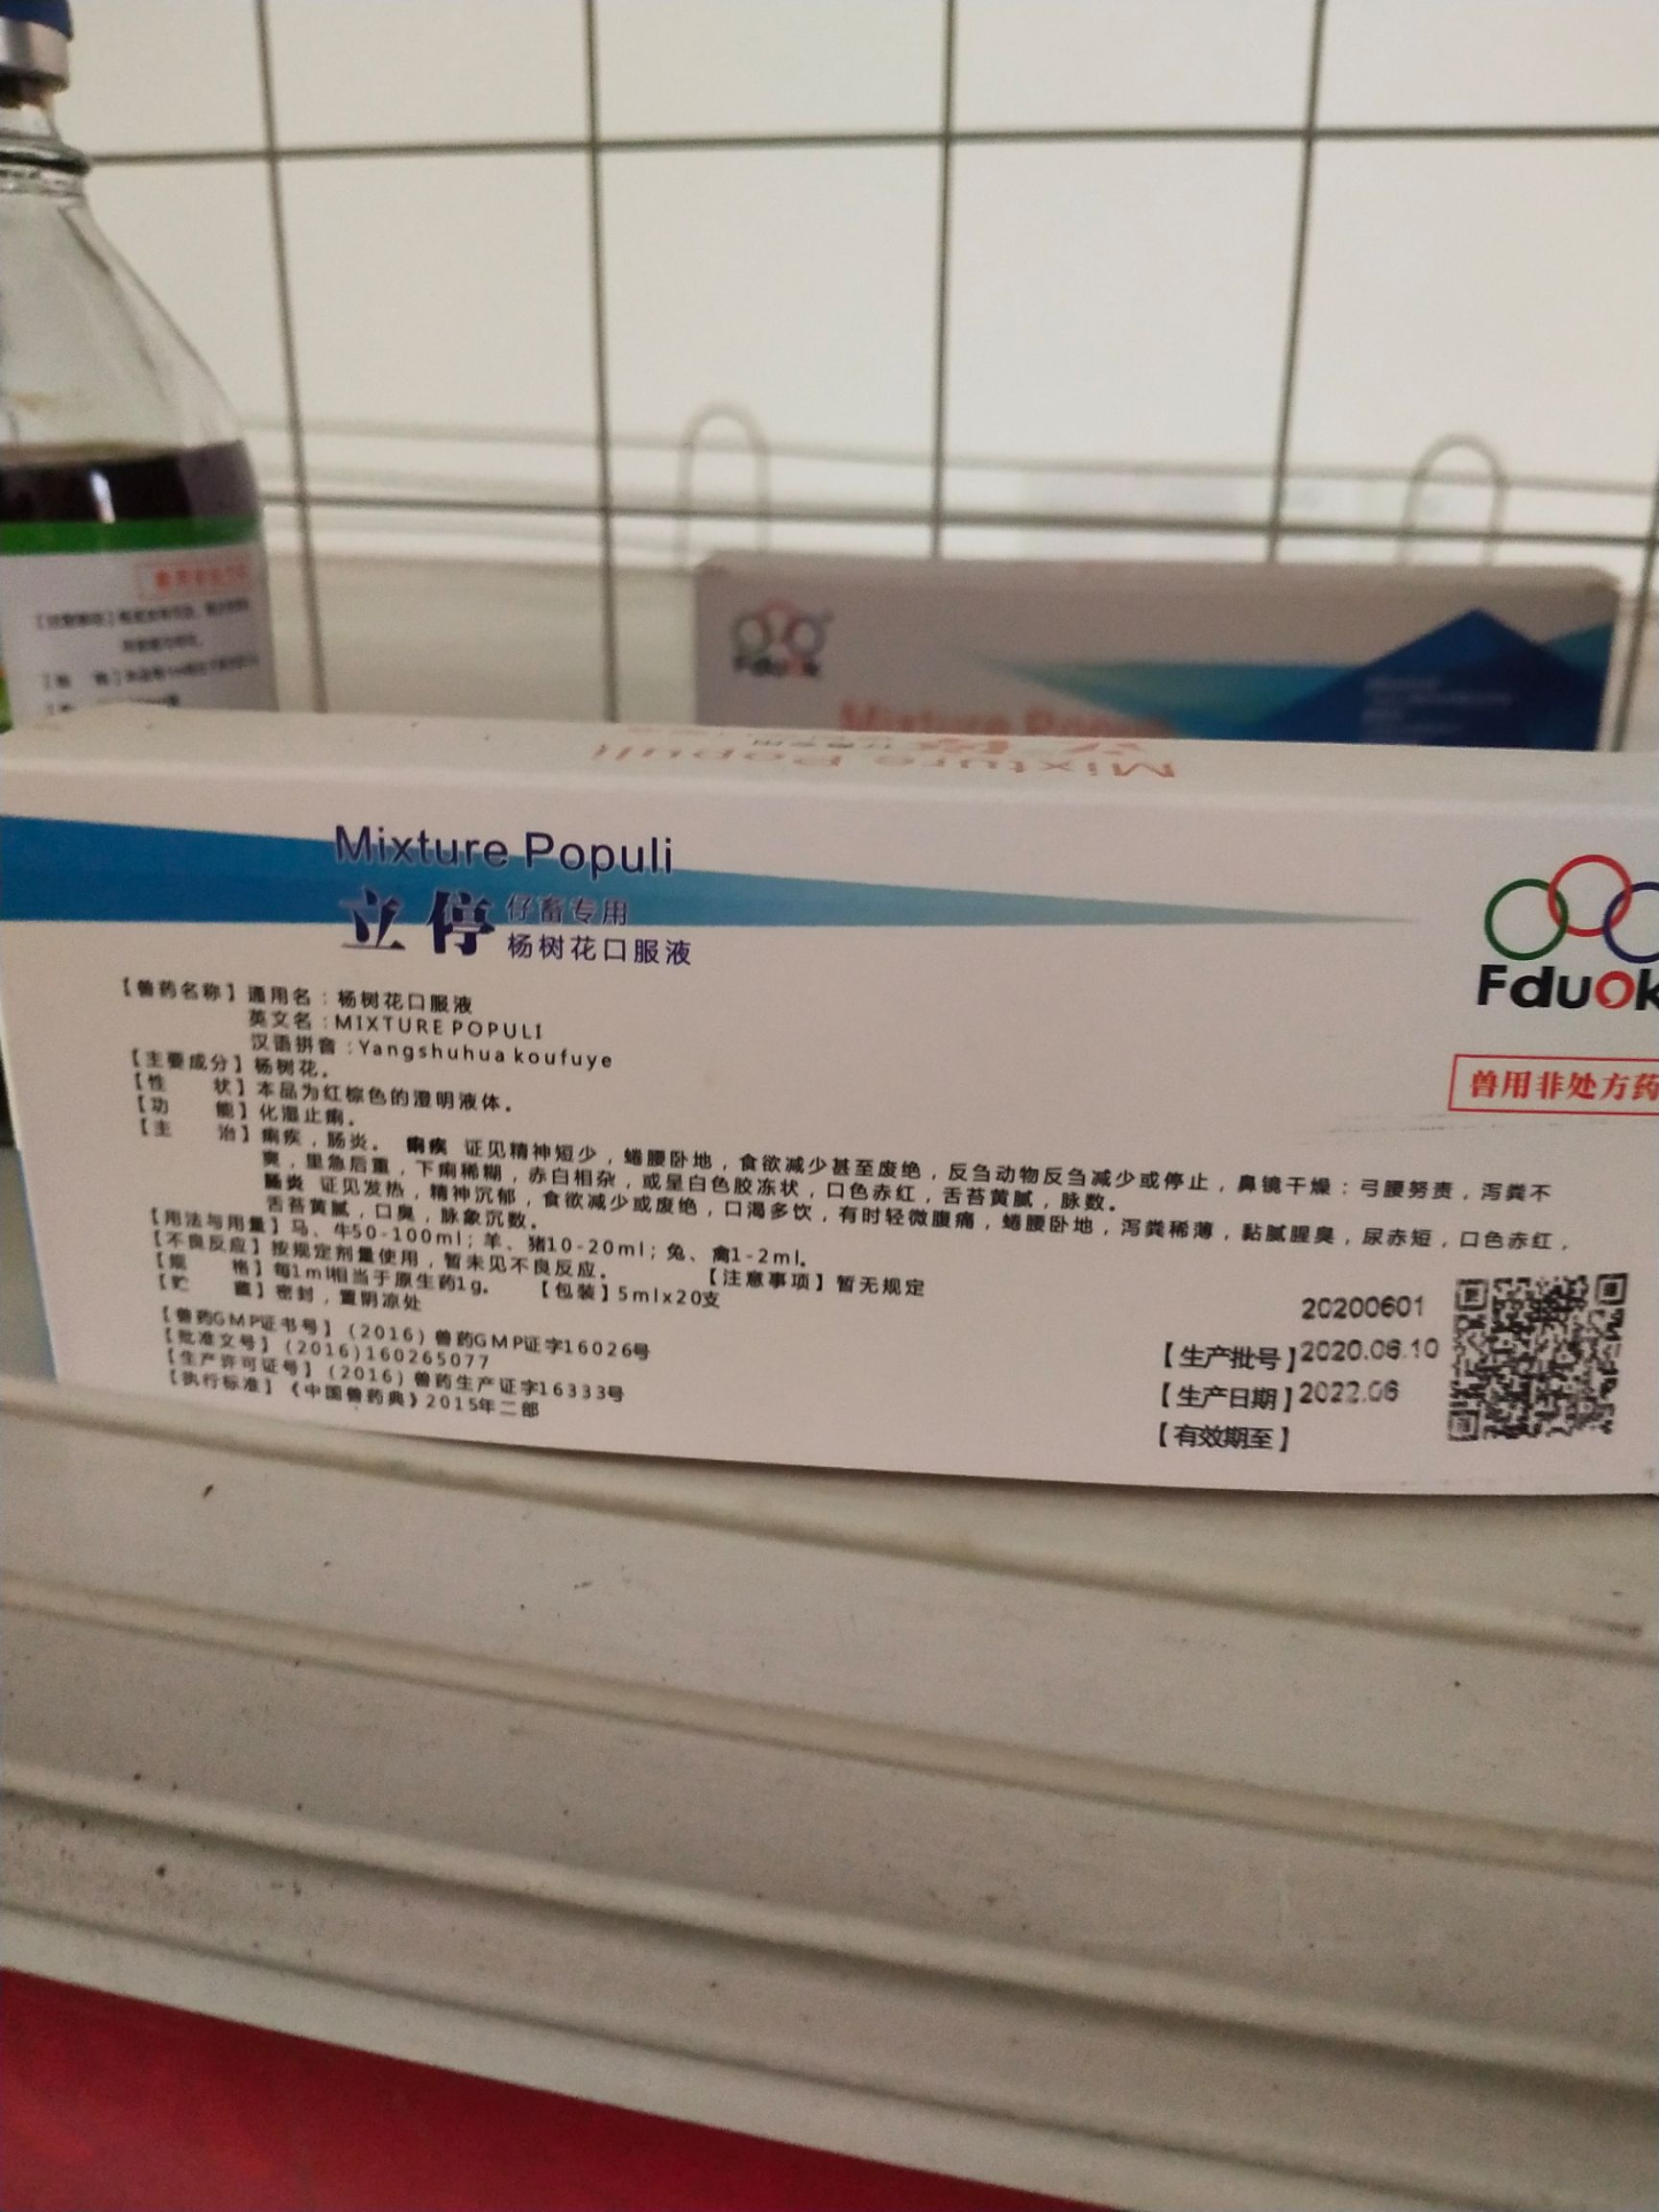 Fduok
Mixture Populi
Mixture Populi
Mixture Populi
立停 仔畜专用
杨树花口服液
FduOk
兽用非处方药
【兽药名称】通用名：杨树花口服液
英文名：MIXTURE POPULI
汉语拼音：Yangshuhua koufuye
【主要成分】杨树花。
【性 状】本品为红棕色的澄明液体。
【功 能】化湿止痢。
【主 治】痢疾，肠炎。 痢疾 证见精神短少，蜷腰卧地，食欲减少甚至废绝，反刍动物反刍减少或停止，鼻镜干燥；弓腰努责，泻粪不
爽，里急后重，下痢稀糊，赤白相杂，或呈白色胶冻状，口色赤红，舌苔黄腻，脉数。
肠炎 证见发热，精神沉郁，食欲减少或废绝，口渴多饮，有时轻微腹痛，蜷腰卧地，泻粪稀薄，黏腻腥臭，尿赤短，口色赤红，
舌苔黄腻，口臭，脉象沉数。
【用法与用量】马、牛50-100ml；羊、猪10-20ml；兔、禽1-2ml。
【不良反应】按规定剂量使用，暂未见不良反应。 【注意事项】暂无规定
【规 格】每1ml相当于原生药1g。 【包装】5mlx20支
【贮 藏】密封，置阴凉处
【兽药GMP证书号】（2016）兽药GMP证字16026号
【批准文号】（2016）160265077
【生产许可证号】（2016）兽药生产证字16333号
【执行标准】《中国兽药典》2015年二部
20200601
【生产批号】2020.06.10
【生产日期】2022.06
【有效期至】